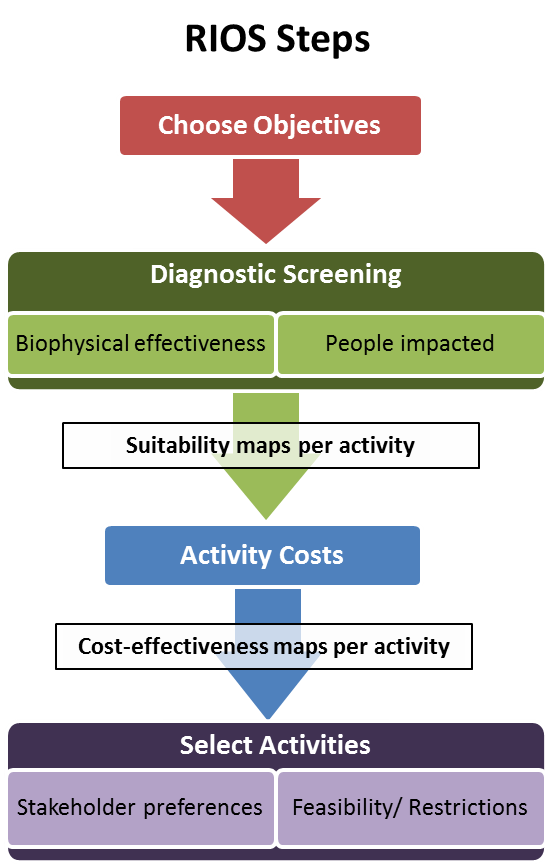 RIOS Steps
Choose Objectives
Diagnostic Screening
Biophysical effectiveness
People impacted
Suitability maps per activity
Activity Costs
Cost-effectiveness maps per activity
Select Activities
Stakeholder preferences
Feasibility/ Restrictions